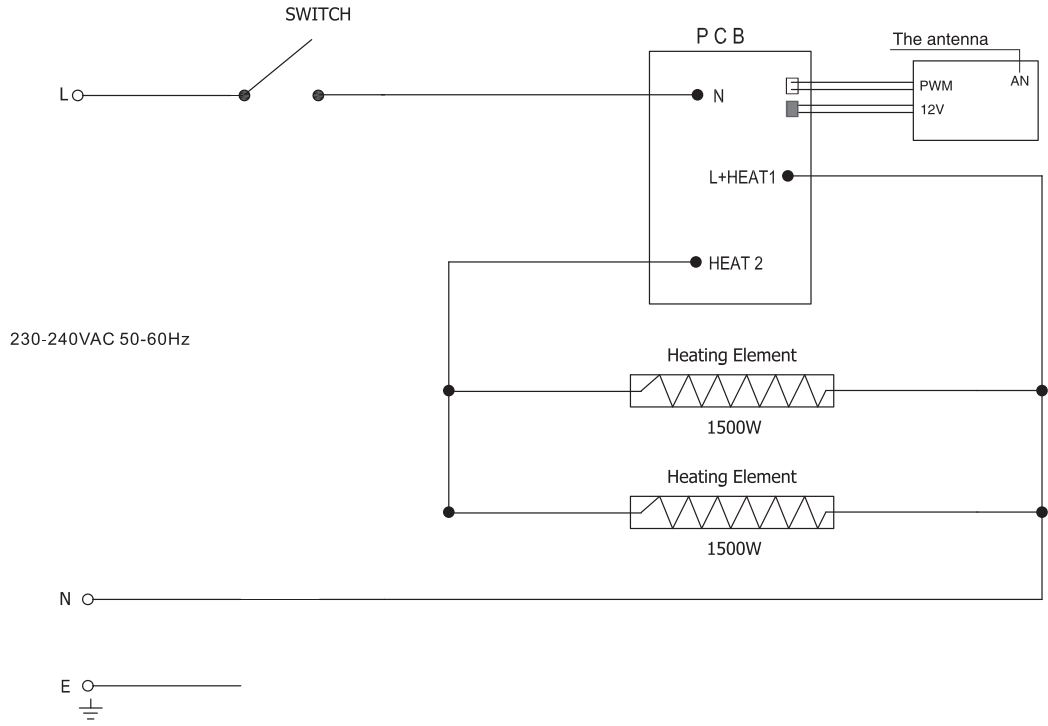 SWITCH
P C B
The antenna
L
N
PWM
AN
12V
L+HEAT1
HEAT 2
230-240VAC 50-60Hz
Heating Element
1500W
Heating Element
1500W
N
E